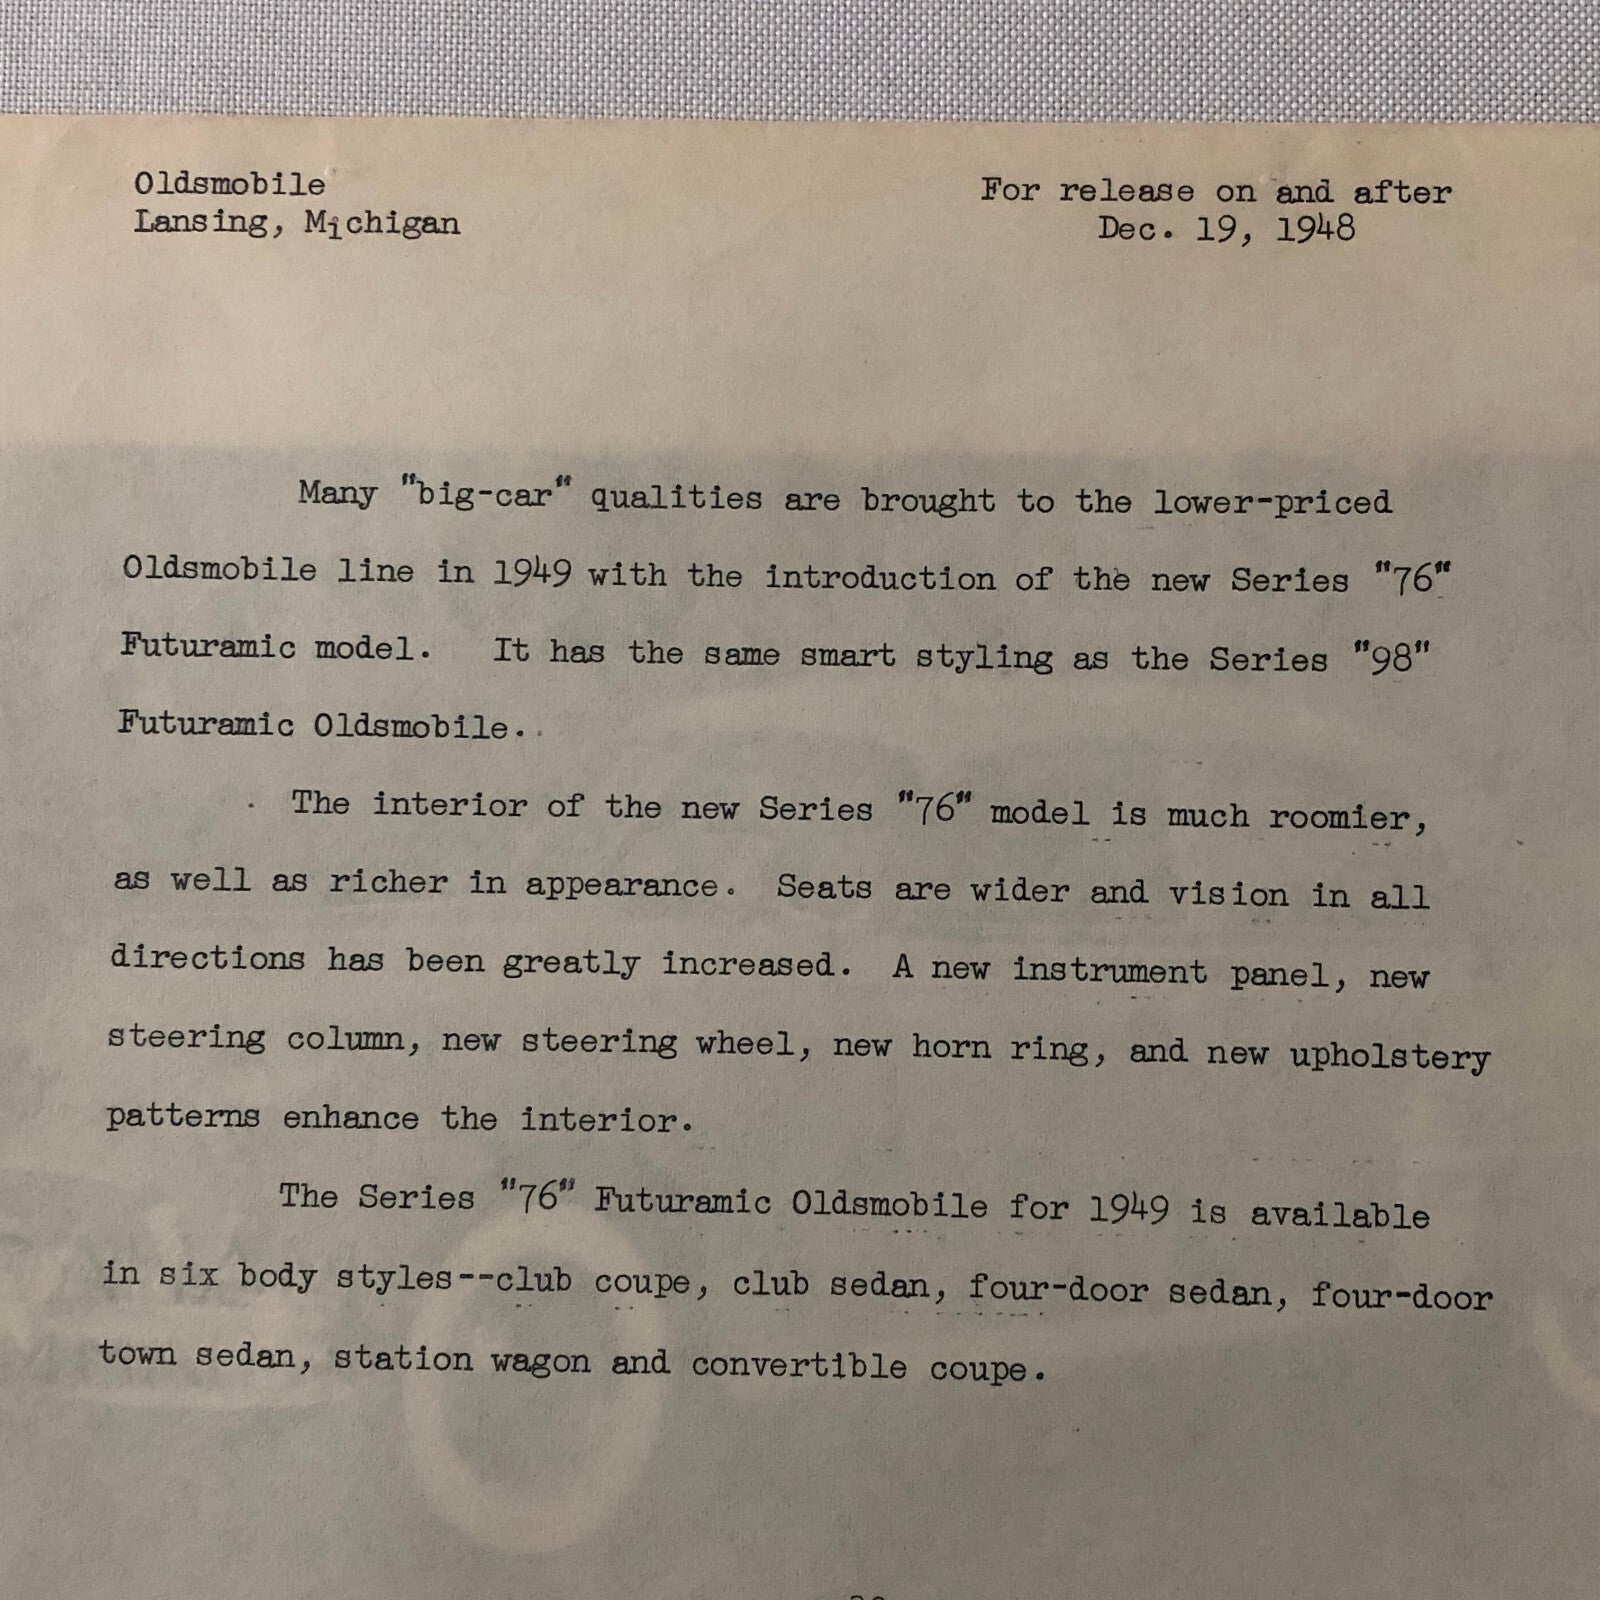 Oldsmobile
Lansing, Michigan
For release on and after
Dec. 19, 1948
Many "big-car" qualities are brought to the lower-priced
Oldsmobile line in 1949 with the introduction of the new Series "76"
Futuramic model. It has the same smart styling as the Series "98"
Futuramic Oldsmobile.
The interior of the new Series "76" model is much roomier,
as well as richer in appearance. Seats are wider and vision in all
directions has been greatly increased. A new instrument panel, new
steering column, new steering wheel, new horn ring, and new upholstery
patterns enhance the interior.
The Series "76" Futuramic Oldsmobile for 1949 is available
in six body styles--club coupe, club sedan, four-door sedan, four-door
town sedan, station wagon and convertible coupe.